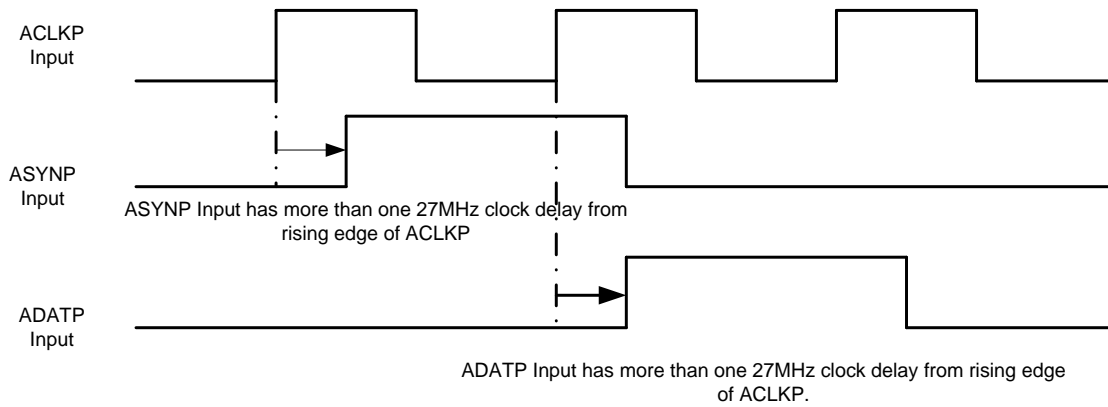 ACLKP
Input
ASYNP
Input
ASYNP Input has more than one 27MHz clock delay from
rising edge of ACLKP
ADATP
Input
ADATP Input has more than one 27MHz clock delay from rising edge
of ACLKP.